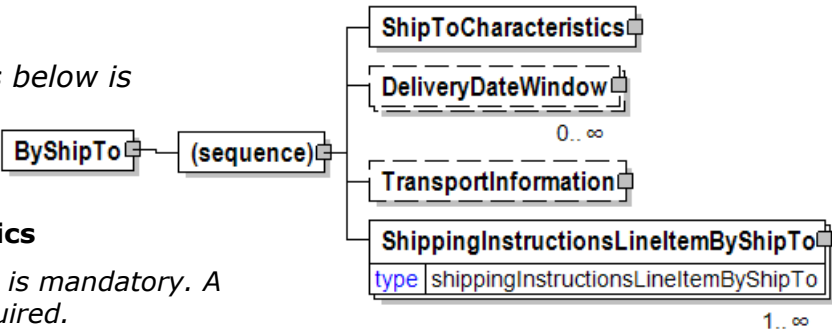 ShipToCharacteristics
below is
DeliveryDateWindow
0.. ∞
ByShipTo
(sequence)
TransportInformation
ics
ShippingInstructionsLineItemByShipTo
is mandatory. A
type shippingInstructionsLineItemByShipTo
uired.
1.. ∞